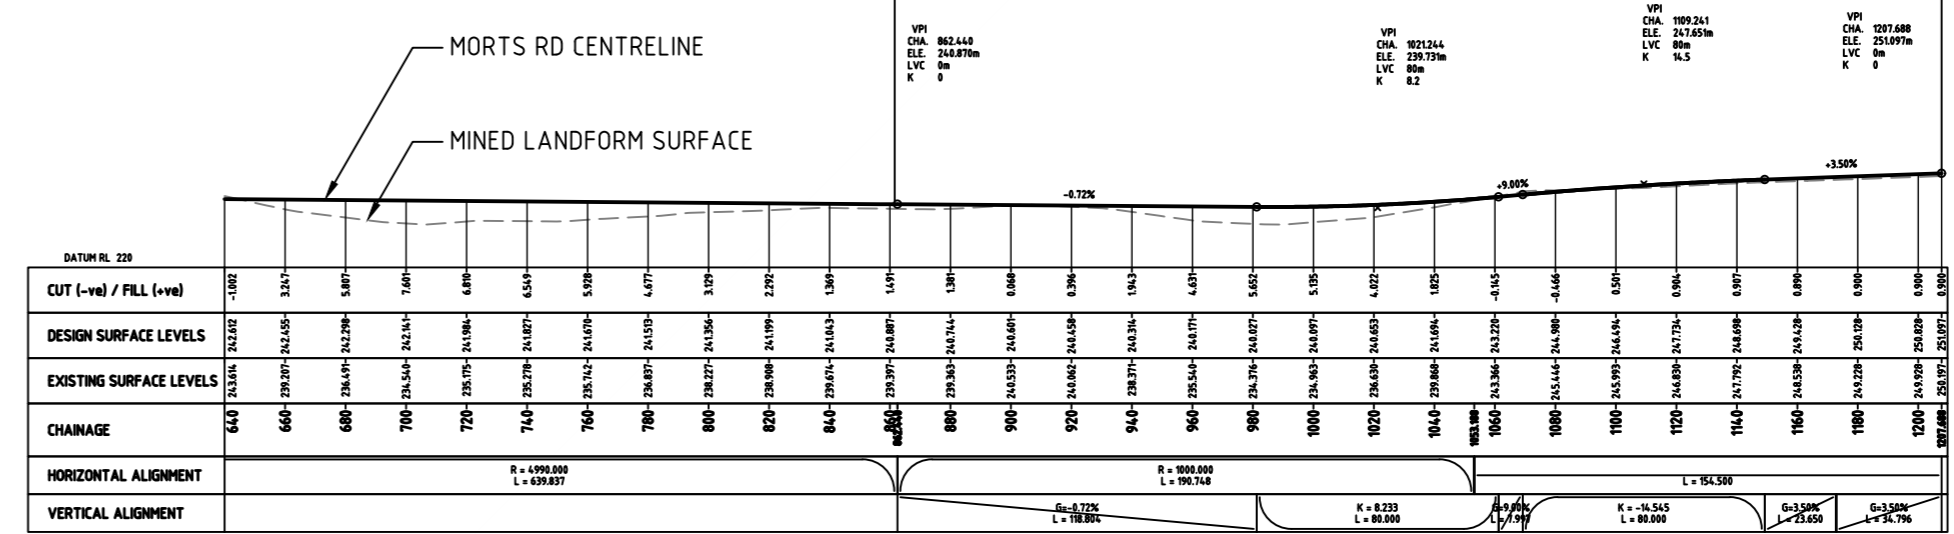 MORTS RD CENTRELINE
MINED LANDFORM SURFACE
VPI
CHA. 862.440
ELE. 240.870m
LVC 0m
K 0
VPI
CHA. 1021.244
ELE. 239.731m
LVC 80m
K 8.2
VPI
CHA. 1109.241
ELE. 247.651m
LVC 80m
K 14.5
VPI
CHA. 1207.688
ELE. 251.097m
LVC 0m
K 0
-0.72%
+9.00%
+3.50%
DATUM RL 220
CUT (-ve) / FILL (+ve) -1.002 3.247 5.807 7.601 6.810 6.549 5.928 4.677 3.129 2.292 1.369 1.491 1.381 0.068 0.396 1.943 4.631 5.652 5.135 4.022 1.825 -0.145 -0.466 0.501 0.904 0.907 0.890 0.900 0.900 0.900
DESIGN SURFACE LEVELS 242.612 242.455 242.298 242.141 241.984 241.827 241.670 241.513 241.356 241.199 241.043 240.887 240.744 240.601 240.458 240.314 240.171 240.027 240.097 240.653 241.694 243.220 244.980 246.494 247.734 248.698 249.428 250.128 250.828 251.097
EXISTING SURFACE LEVELS 243.614 239.207 236.491 234.540 235.175 235.278 235.742 236.837 238.227 238.908 239.674 239.397 239.363 240.533 240.062 238.371 235.540 234.376 234.963 236.630 239.868 243.366 245.446 245.993 246.830 247.792 248.538 249.228 249.928 250.197
CHAINAGE 640 660 680 700 720 740 760 780 800 820 840 860 862.440 880 900 920 940 960 980 1000 1020 1040 1053.188 1060 1080 1100 1120 1140 1160 1180 1200 1207.688
HORIZONTAL ALIGNMENT
R = 4990.000
L = 639.837
R = 1000.000
L = 190.748
L = 154.500
VERTICAL ALIGNMENT
G=-0.72%
L = 118.804
K = 8.233
L = 80.000
G=9.00%
L = 7.997
K = -14.545
L = 80.000
G=3.50%
L = 23.650
G=3.50%
L = 34.796